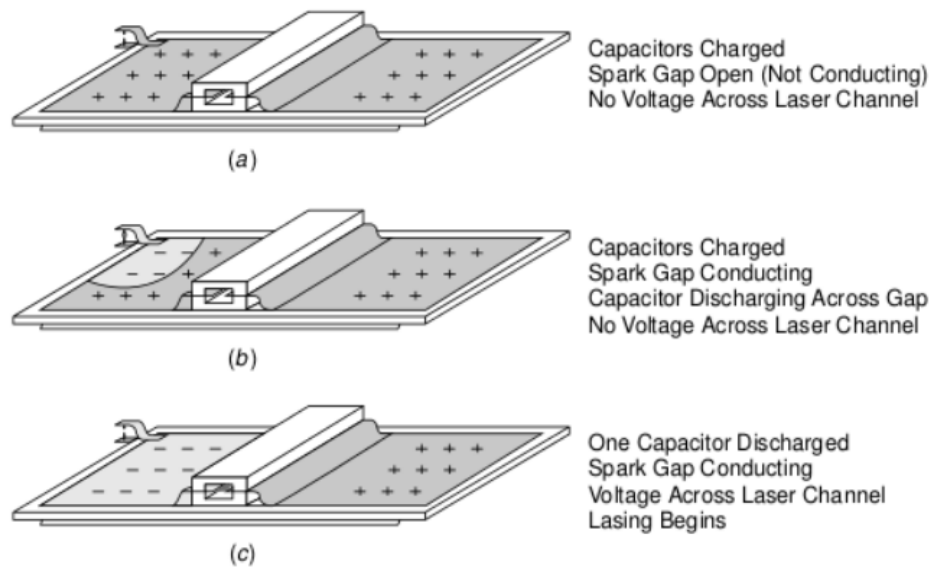 Capacitors Charged
Spark Gap Open (Not Conducting)
No Voltage Across Laser Channel
(a)
Capacitors Charged
Spark Gap Conducting
Capacitor Discharging Across Gap
No Voltage Across Laser Channel
(b)
One Capacitor Discharged
Spark Gap Conducting
Voltage Across Laser Channel
Lasing Begins
(c)